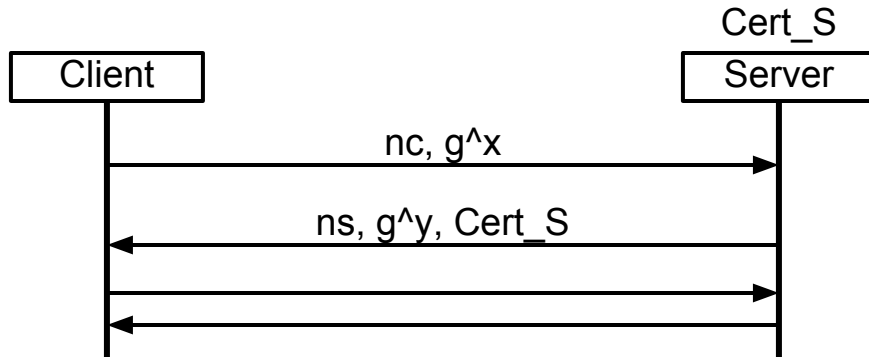 Cert_S
Client
Server
nc, g^x
ns, g^y, Cert_S